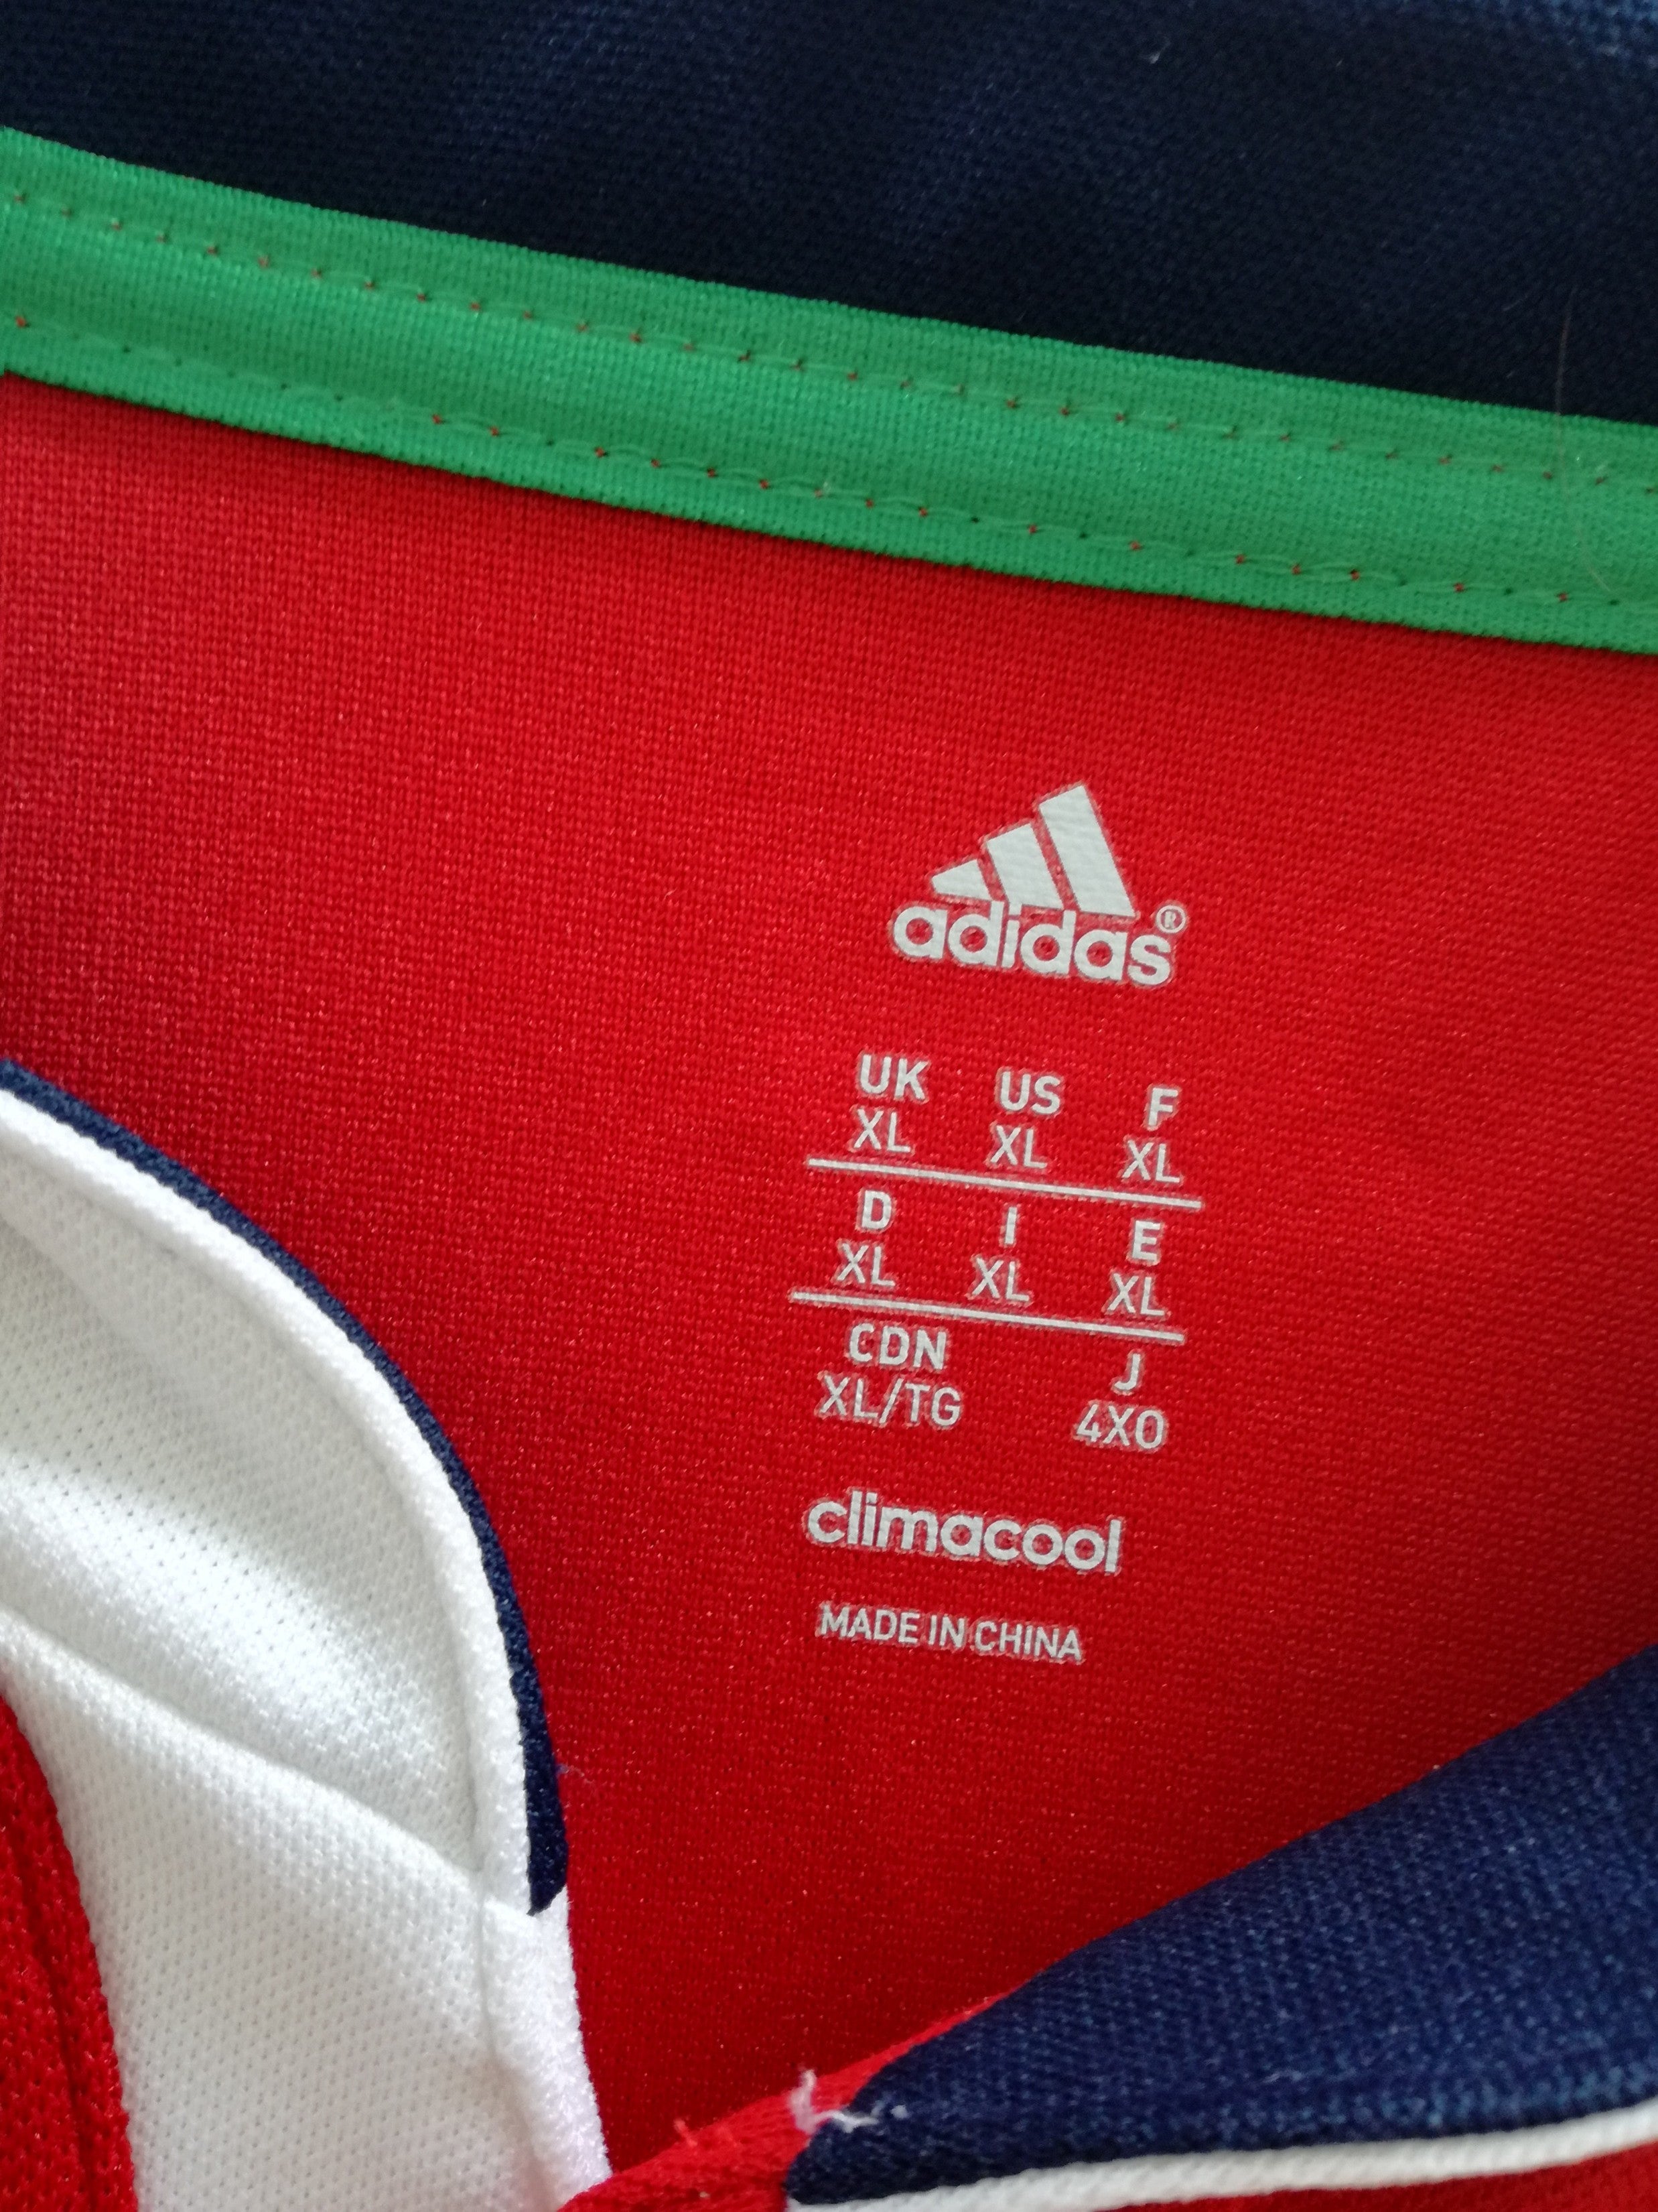 adidas®
UK US F
XL XL XL
D I E
XL XL XL
CDN J
XL/TG 4XO
climacool
MADE IN CHINA